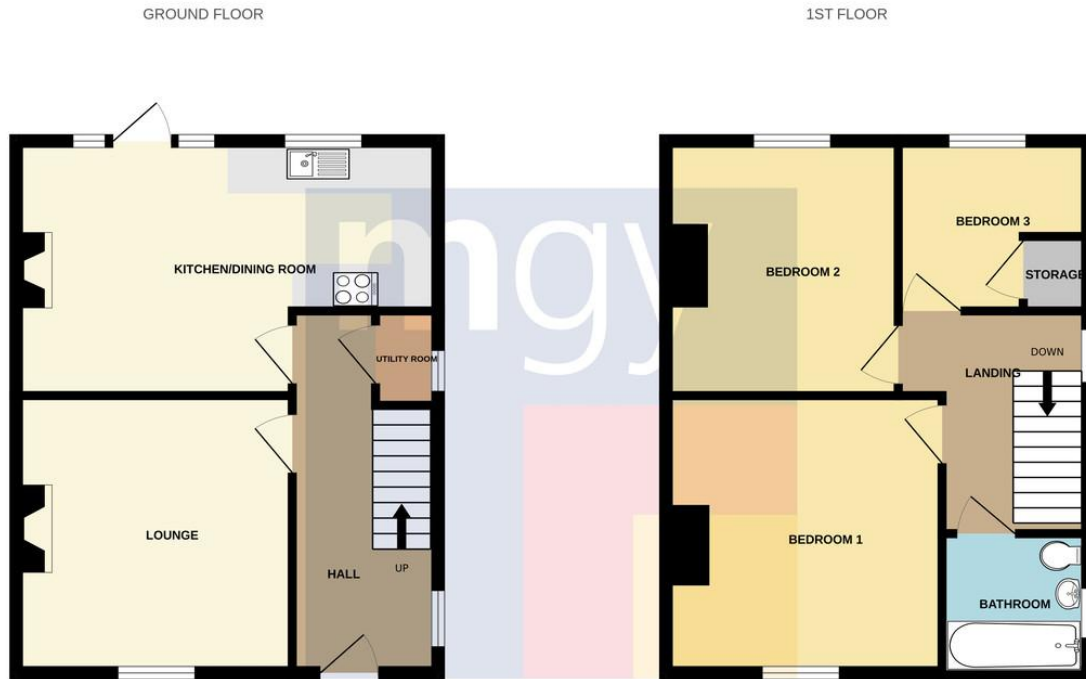 GROUND FLOOR
1ST FLOOR
mgy
KITCHEN/DINING ROOM
UTILITY ROOM
LOUNGE
HALL
UP
BEDROOM 2
BEDROOM 3
STORAGE
DOWN
LANDING
BEDROOM 1
BATHROOM